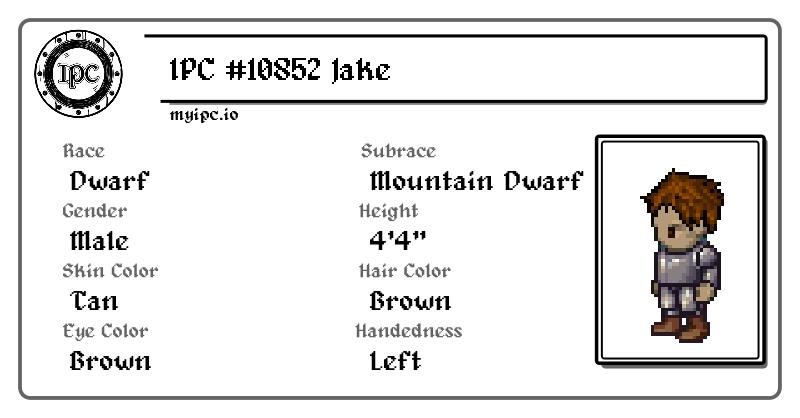 IPC
IPC #10852 Jake
myipc.io
Race
Subrace
Dwarf
Mountain Dwarf
Gender
Height
Male
4'4"
Skin Color
Hair Color
Tan
Brown
Eye Color
Handedness
Brown
Left